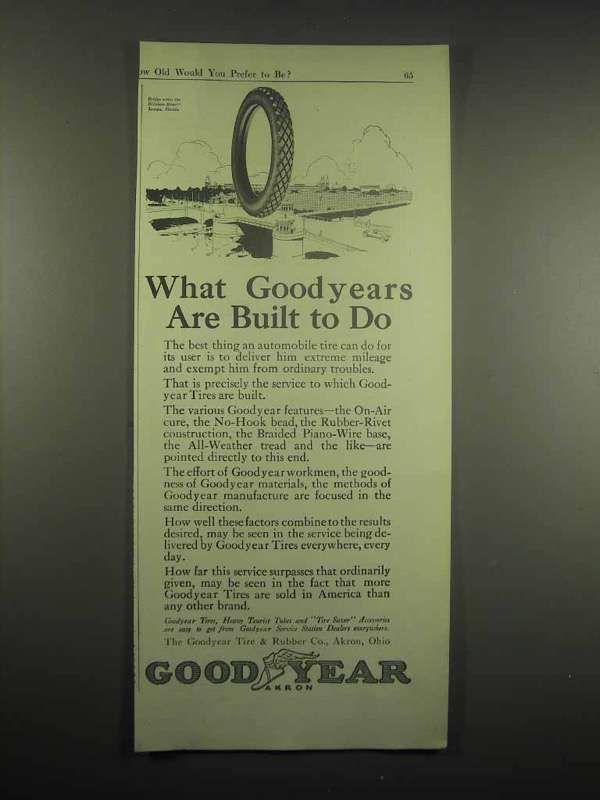 ow Old Would You Prefer to Be? 65
Bridge across the
Hillsboro River
Tampa, Florida
What Goodyears
Are Built to Do
The best thing an automobile tire can do for
its user is to deliver him extreme mileage
and exempt him from ordinary troubles.
That is precisely the service to which Good-
year Tires are built.
The various Goodyear features—the On-Air
cure, the No-Hook bead, the Rubber-Rivet
construction, the Braided Piano-Wire base,
the All-Weather tread and the like—are
pointed directly to this end.
The effort of Goodyear workmen, the good-
ness of Goodyear materials, the methods of
Goodyear manufacture are focused in the
same direction.
How well these factors combine to the results
desired, may be seen in the service being de-
livered by Goodyear Tires everywhere, every
day.
How far this service surpasses that ordinarily
given, may be seen in the fact that more
Goodyear Tires are sold in America than
any other brand.
Goodyear Tires, Heavy Tourist Tubes and "Tire Saver" Accessories
are easy to get from Goodyear Service Station Dealers everywhere.
The Goodyear Tire & Rubber Co., Akron, Ohio
GOOD YEAR
AKRON